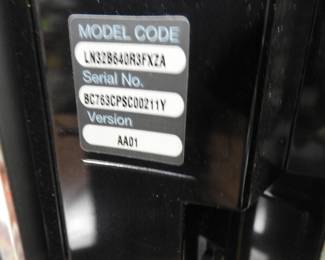 MODEL CODE
LN32B640R3FXZA
Serial No.
BC763CPSC00211Y
Version
AA01